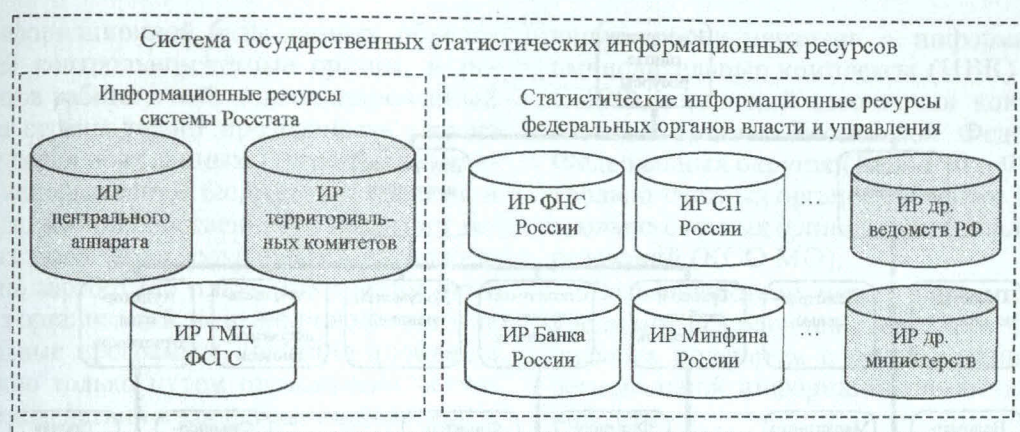 Система государственных статистических информационных ресурсов
Информационные ресурсы
системы Росстата
ИР
центрального
аппарата
ИР
территориаль-
ных комитетов
ИР ГМЦ
ФСГС
Статистические информационные ресурсы
федеральных органов власти и управления
ИР ФНС
России
ИР СП
России
ИР др.
ведомств РФ
ИР Банка
России
ИР Минфина
России
...
ИР др.
министерств